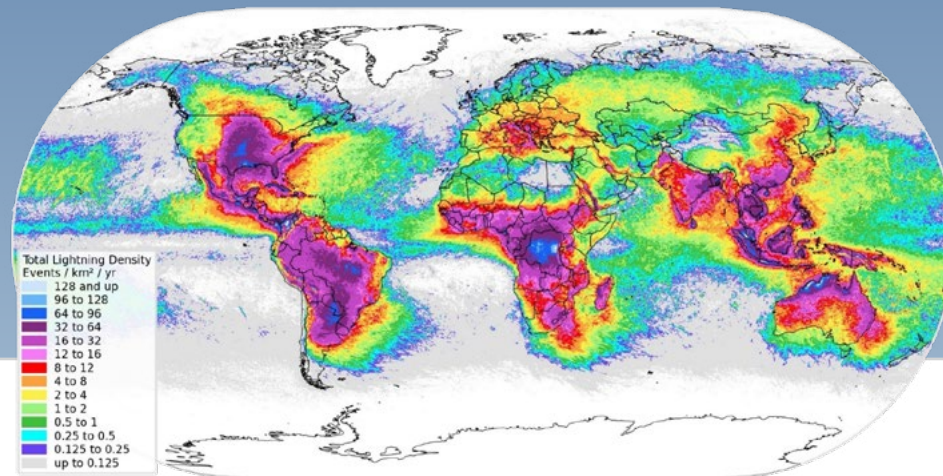 Total Lightning Density
Events / km² / yr
128 and up
96 to 128
64 to 96
32 to 64
16 to 32
12 to 16
8 to 12
4 to 8
2 to 4
1 to 2
0.5 to 1
0.25 to 0.5
0.125 to 0.25
up to 0.125